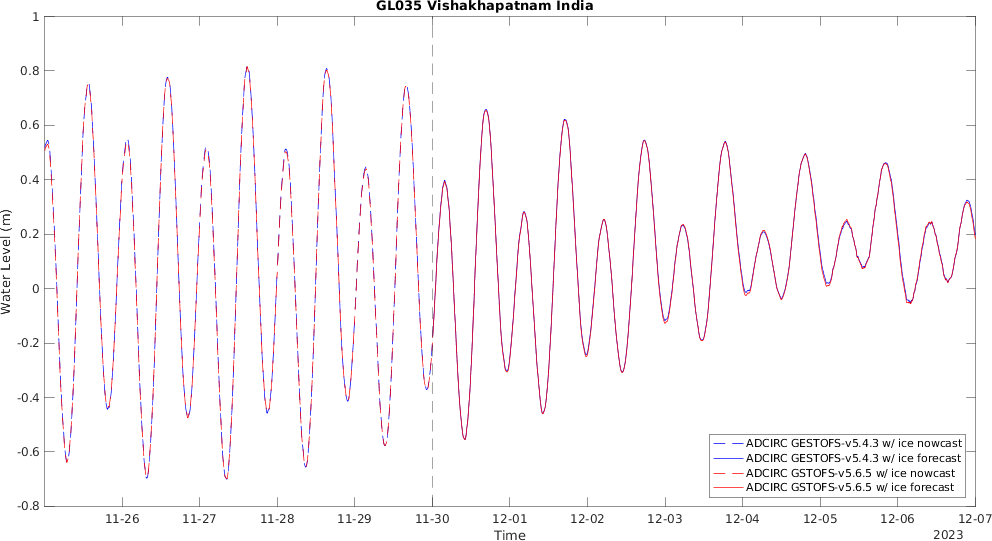 GL035 Vishakhapatnam India
1
0.8
0.6
0.4
0.2
0
-0.2
-0.4
-0.6
-0.8
Water Level (m)
11-26 11-27 11-28 11-29 11-30 12-01 12-02 12-03 12-04 12-05 12-06 12-07
Time
2023
ADCIRC GESTOFS-v5.4.3 w/ ice nowcast
ADCIRC GESTOFS-v5.4.3 w/ ice forecast
ADCIRC GSTOFS-v5.6.5 w/ ice nowcast
ADCIRC GSTOFS-v5.6.5 w/ ice forecast